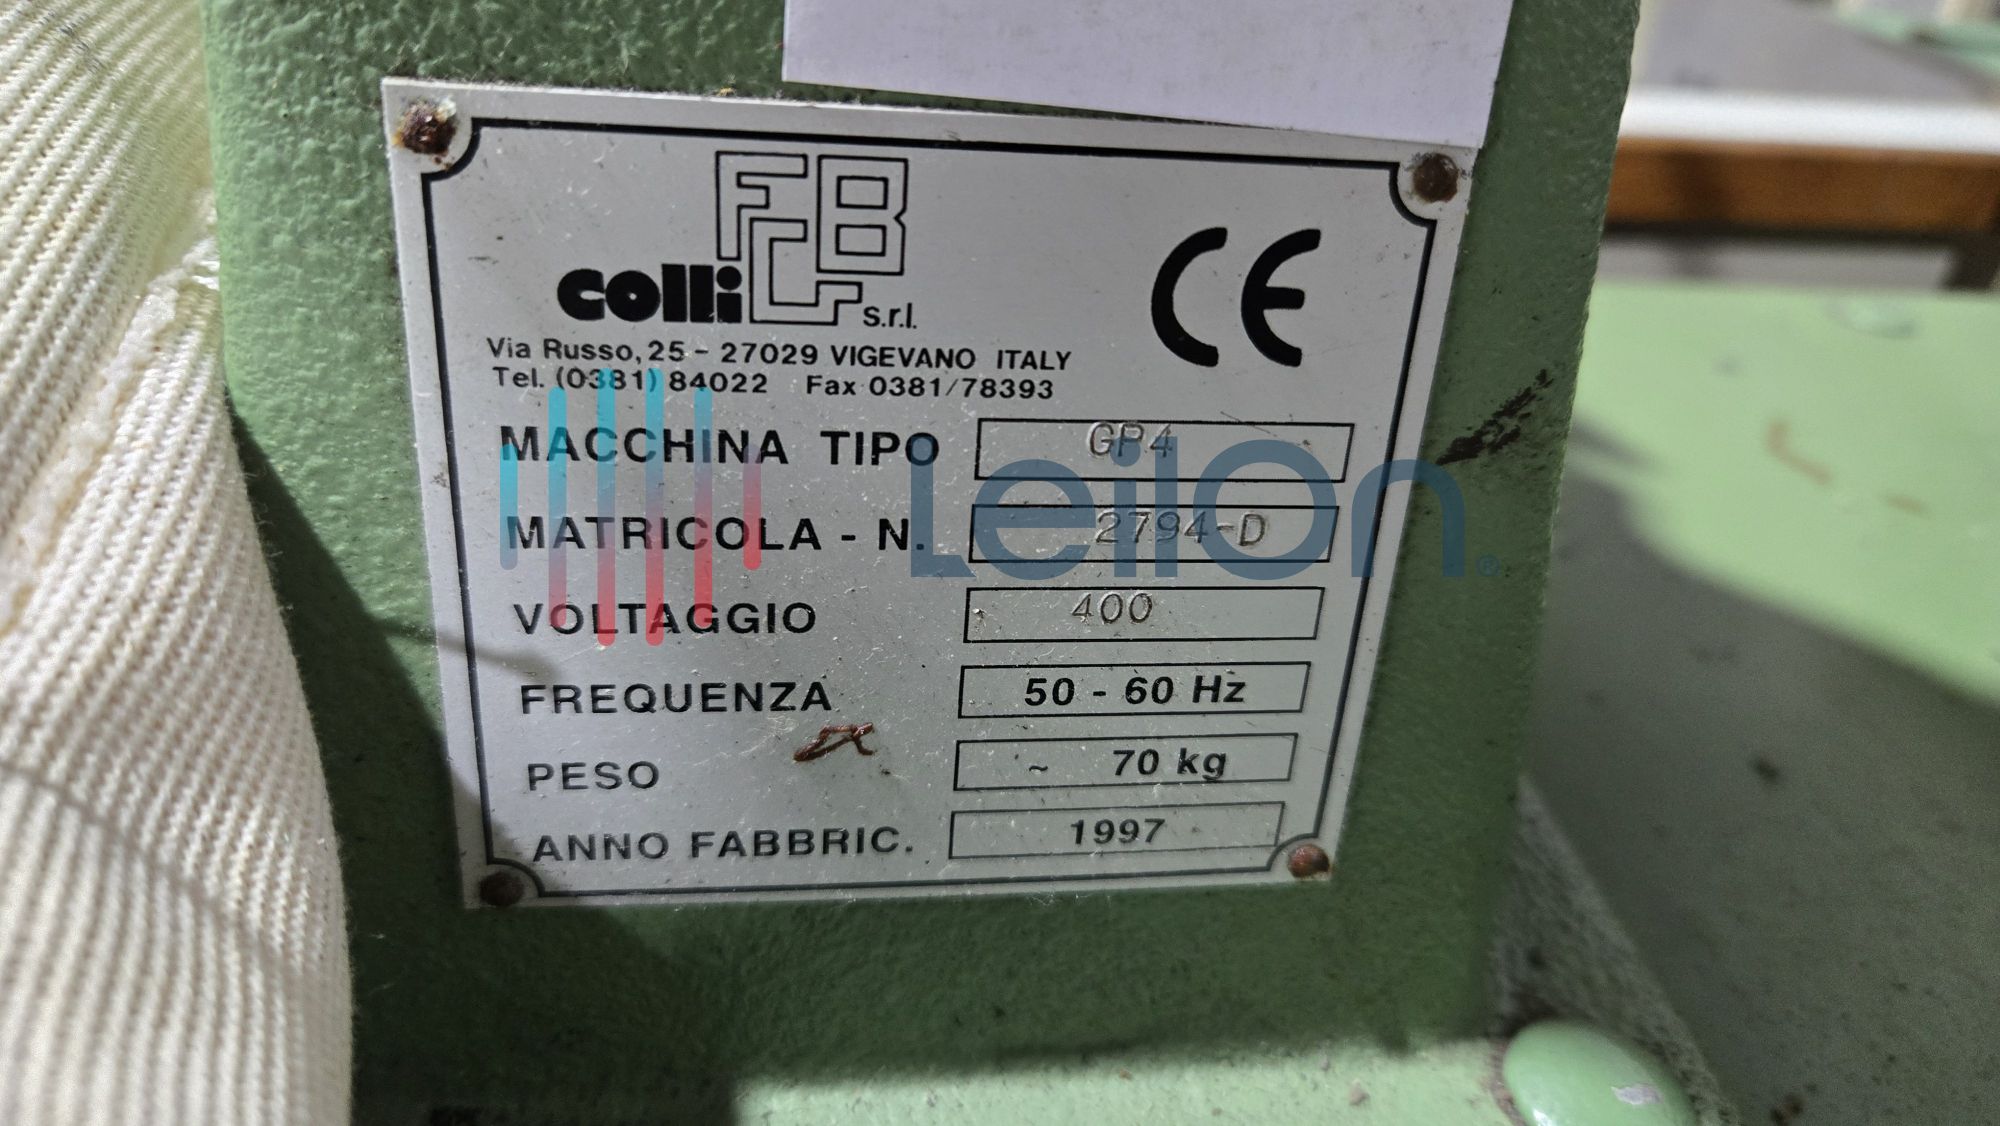 FCBL
colli s.r.l.
CE
Via Russo, 25 - 27029 VIGEVANO ITALY
Tel. (0381) 84022 Fax 0381/78393
MACCHINA TIPO GP4
MATRICOLA - N. 2794-D
VOLTAGGIO 400
FREQUENZA 50 - 60 Hz
PESO ~ 70 kg
ANNO FABBRIC. 1997
LeilOn®